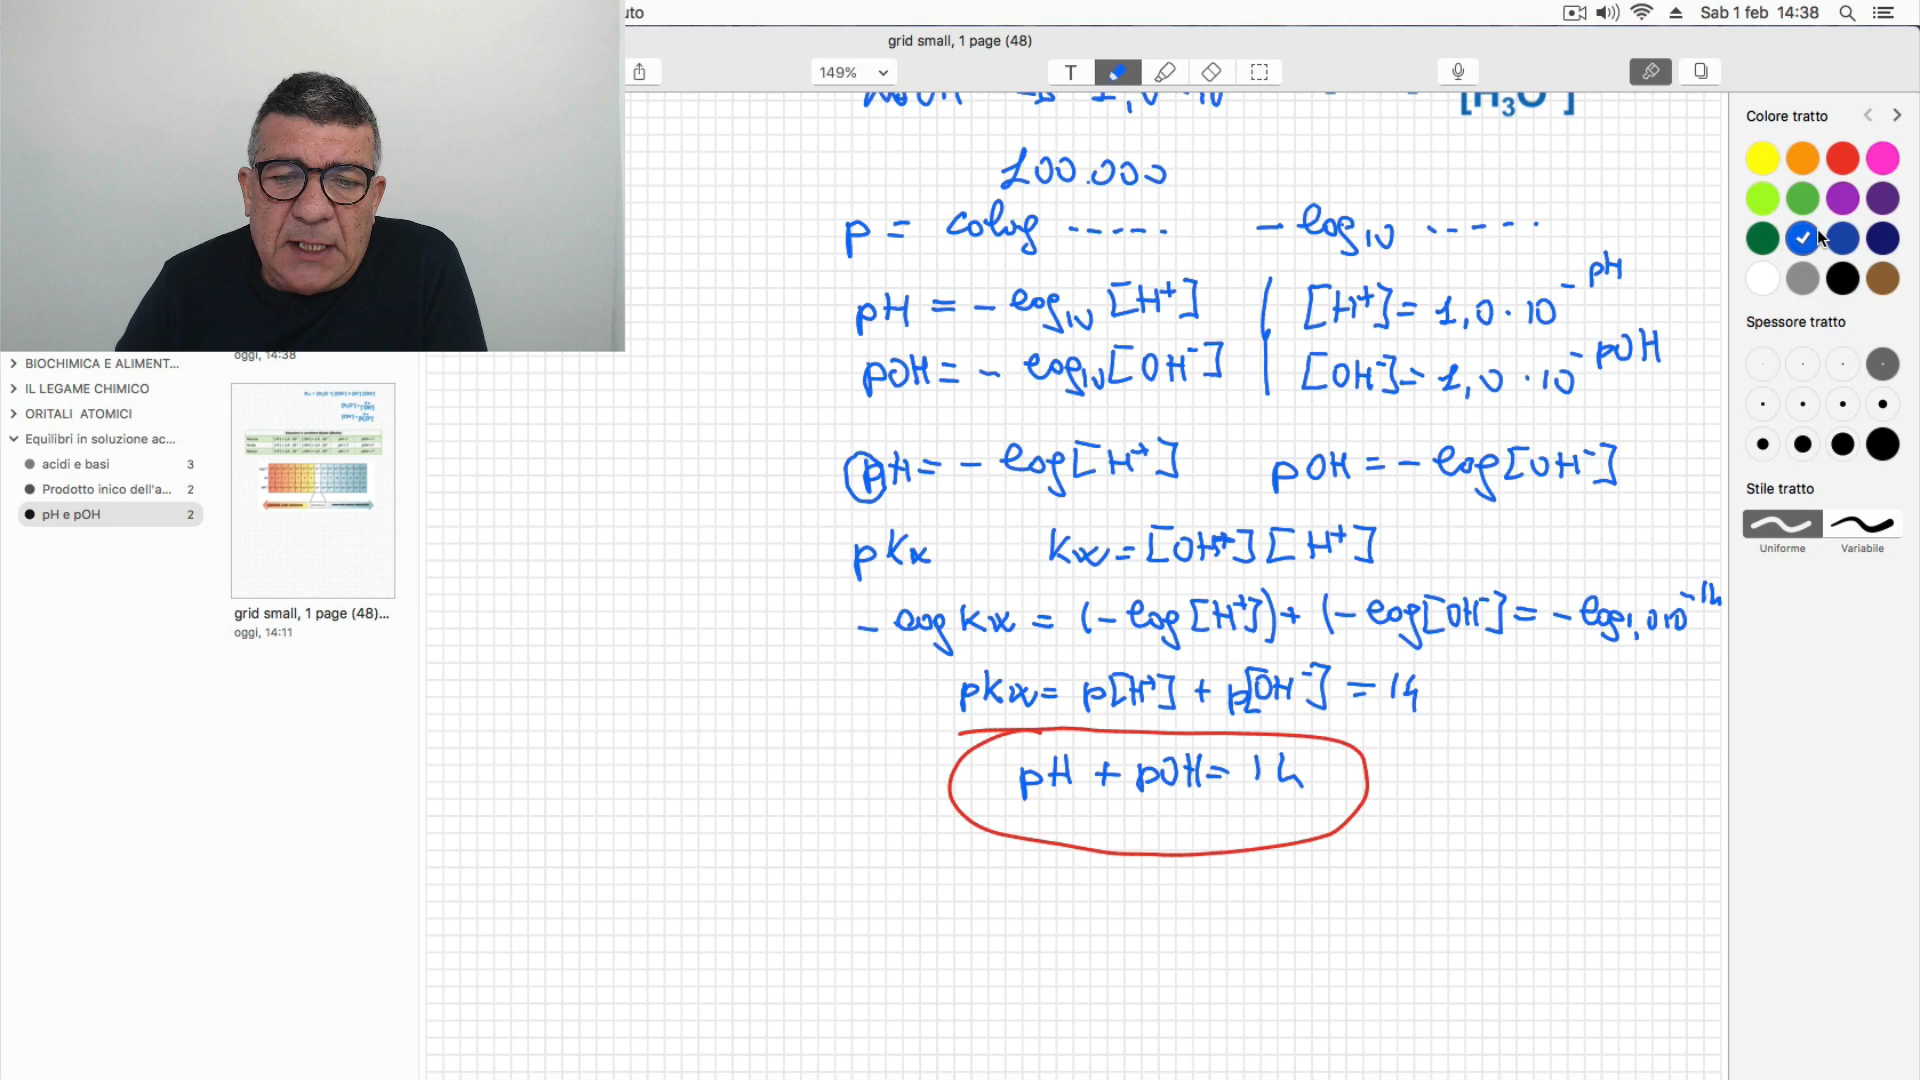 uto
Sab 1 feb 14:38
grid small, 1 page (48)
149%
T
[H₃O ]
100.000
p = colog ----- - log₁₀ -----
pH = - log₁₀ [H⁺] [H⁺] = 1,0 · 10⁻ᵖᴴ
pOH = - log₁₀ [OH⁻] [OH⁻] = 1,0 · 10⁻ᵖᴼᴴ
pH = - log [H⁺] pOH = - log [OH⁻]
pKw Kw = [OH⁺] [H⁺]
- log Kw = (- log [H⁺]) + (- log [OH⁻] = - log 1,0 10⁻¹⁴
pKw = p[H⁺] + p[OH⁻] = 14
pH + pOH = 14
oggi, 14:38
BIOCHIMICA E ALIMENT...
IL LEGAME CHIMICO
ORITALI ATOMICI
Equilibri in soluzione ac...
acidi e basi 3
Prodotto inico dell'a... 2
pH e pOH 2
grid small, 1 page (48)...
oggi, 14:11
Colore tratto
Spessore tratto
Stile tratto
Uniforme Variabile